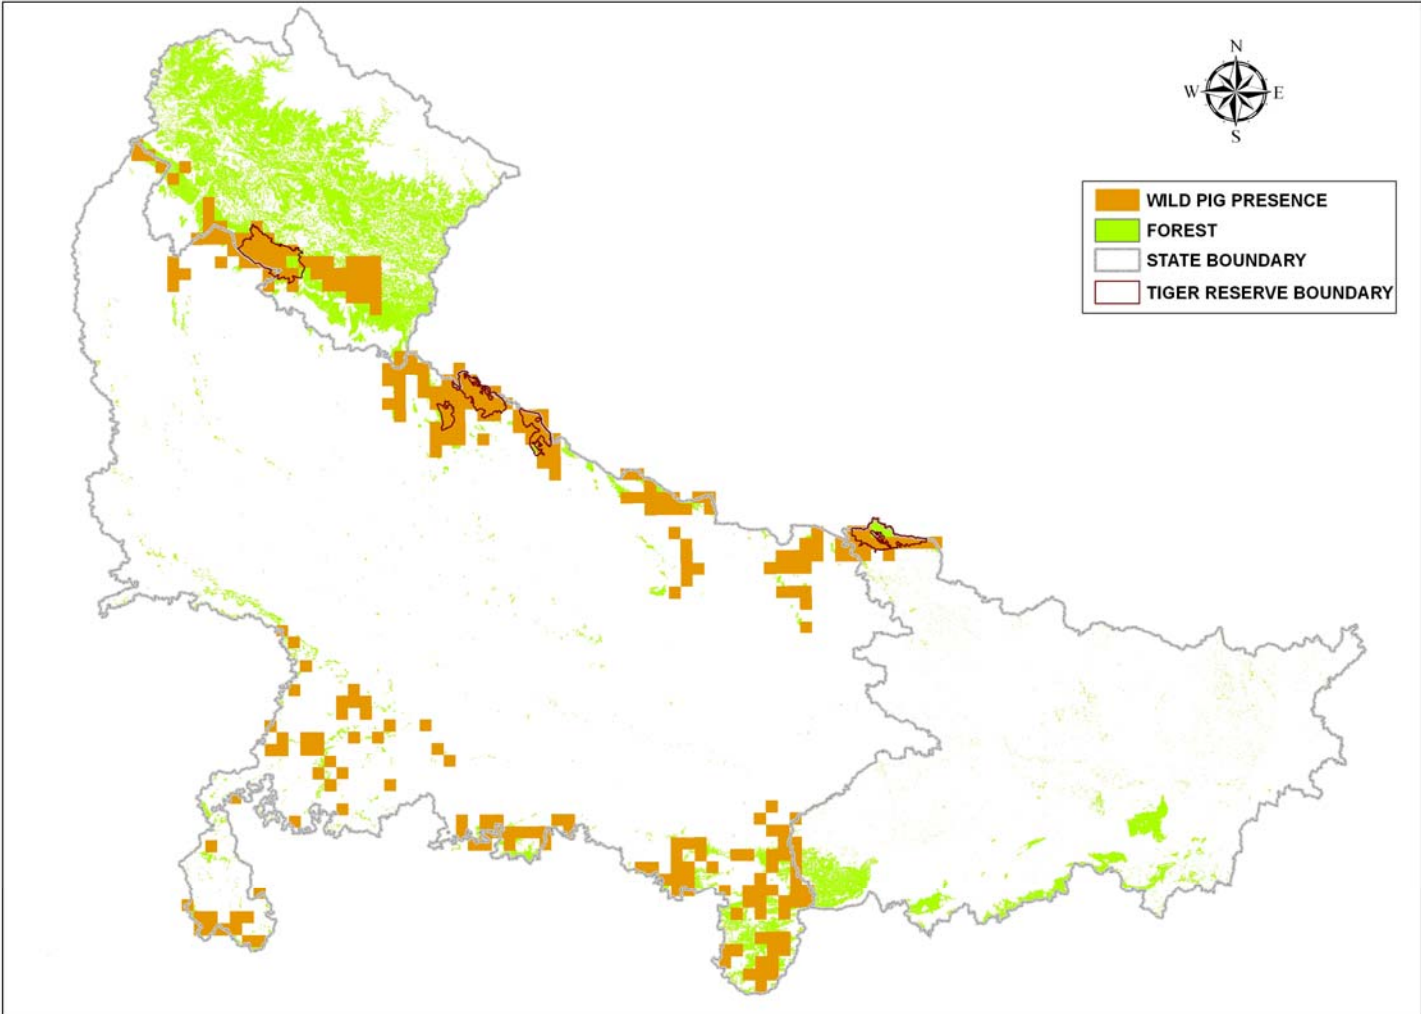 N
W E
S
WILD PIG PRESENCE
FOREST
STATE BOUNDARY
TIGER RESERVE BOUNDARY